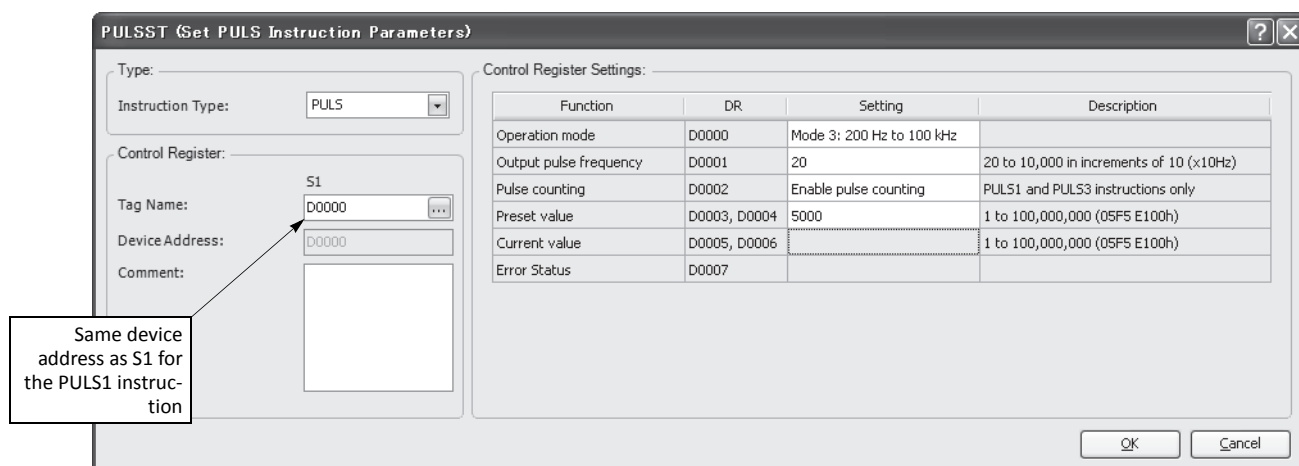 PULSST (Set PULS Instruction Parameters)
Type:
Instruction Type: PULS
Control Register:
S1
Tag Name: D0000 ...
Device Address: D0000
Comment:
Same device
address as S1 for
the PULS1 instruc-
tion
Control Register Settings:
Function DR Setting Description
Operation mode D0000 Mode 3: 200 Hz to 100 kHz
Output pulse frequency D0001 20 20 to 10,000 in increments of 10 (x10Hz)
Pulse counting D0002 Enable pulse counting PULS1 and PULS3 instructions only
Preset value D0003, D0004 5000 1 to 100,000,000 (05F5 E100h)
Current value D0005, D0006 1 to 100,000,000 (05F5 E100h)
Error Status D0007
OK Cancel